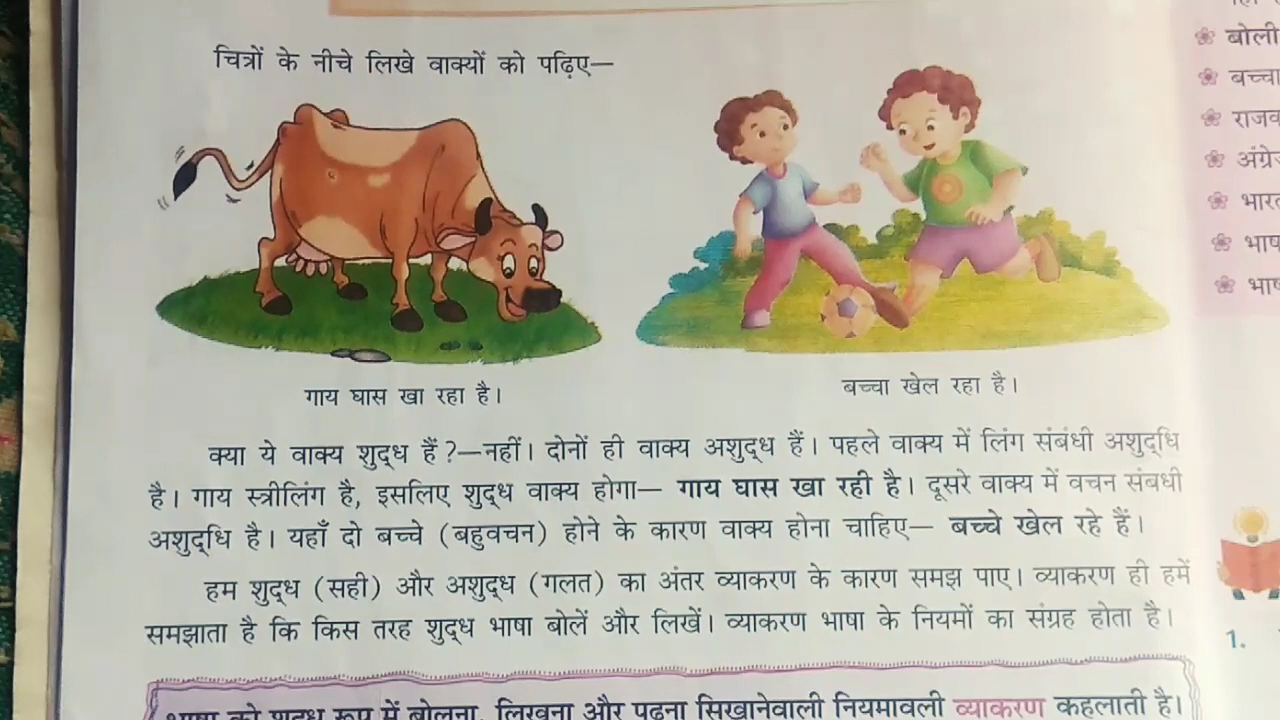 चित्रों के नीचे लिखे वाक्यों को पढ़िए—
गाय घास खा रहा है।
बच्चा खेल रहा है।
क्या ये वाक्य शुद्ध हैं?—नहीं। दोनों ही वाक्य अशुद्ध हैं। पहले वाक्य में लिंग संबंधी अशुद्धि
है। गाय स्त्रीलिंग है, इसलिए शुद्ध वाक्य होगा— गाय घास खा रही है। दूसरे वाक्य में वचन संबधी
अशुद्धि है। यहाँ दो बच्चे (बहुवचन) होने के कारण वाक्य होना चाहिए— बच्चे खेल रहे हैं।
हम शुद्ध (सही) और अशुद्ध (गलत) का अंतर व्याकरण के कारण समझ पाए। व्याकरण ही हमें
समझाता है कि किस तरह शुद्ध भाषा बोलें और लिखें। व्याकरण भाषा के नियमों का संग्रह होता है।
भाषा को शुद्ध रूप में बोलना, लिखना और पढ़ना सिखानेवाली नियमावली व्याकरण कहलाती है।
बोली
बच्चा
1.